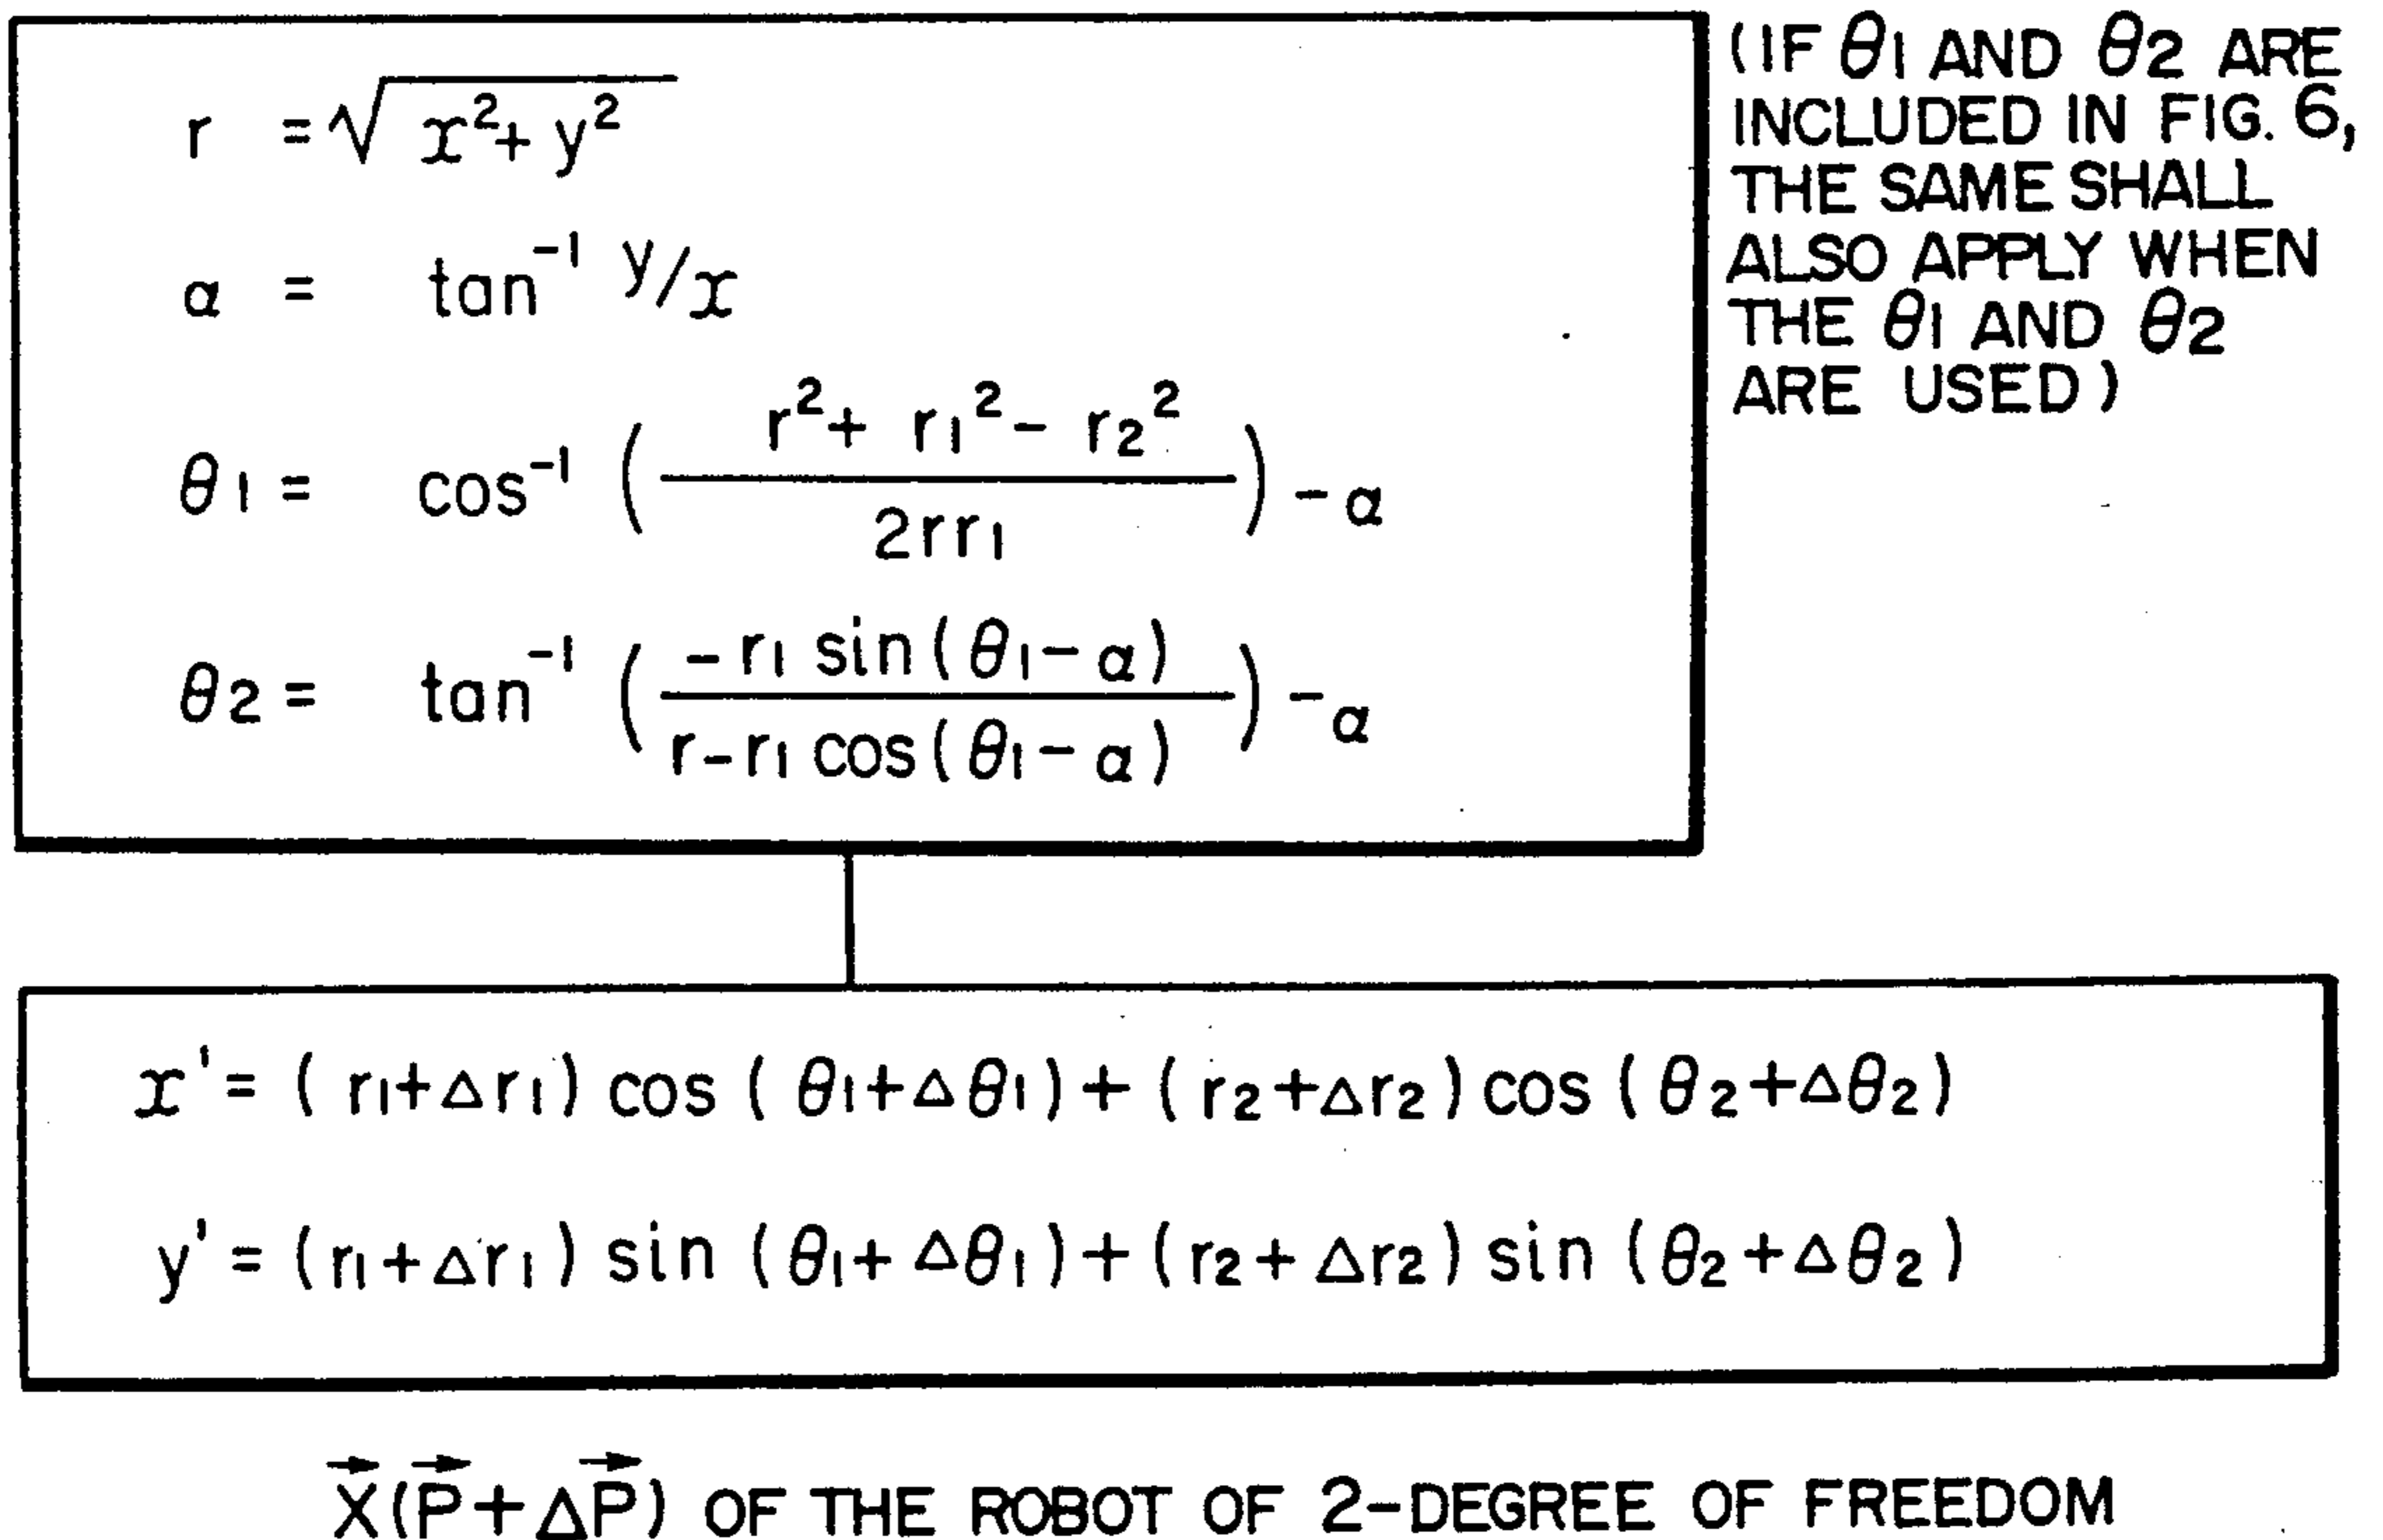 r = √x²+y²
α = tan⁻¹ y/x
θ1 = cos⁻¹ ( r²+ r1²- r2² / 2rr1 ) -α
θ2 = tan⁻¹ ( -r1 sin(θ1-α) / r-r1 cos(θ1-α) ) -α
(IF θ1 AND θ2 ARE
INCLUDED IN FIG. 6,
THE SAME SHALL
ALSO APPLY WHEN
THE θ1 AND θ2
ARE USED)
x'= (r1+Δr1) cos (θ1+Δθ1)+(r2+Δr2) cos (θ2+Δθ2)
y'= (r1+Δr1) sin (θ1+Δθ1)+(r2+Δr2) sin (θ2+Δθ2)
X⃗(P⃗+ΔP⃗) OF THE ROBOT OF 2-DEGREE OF FREEDOM